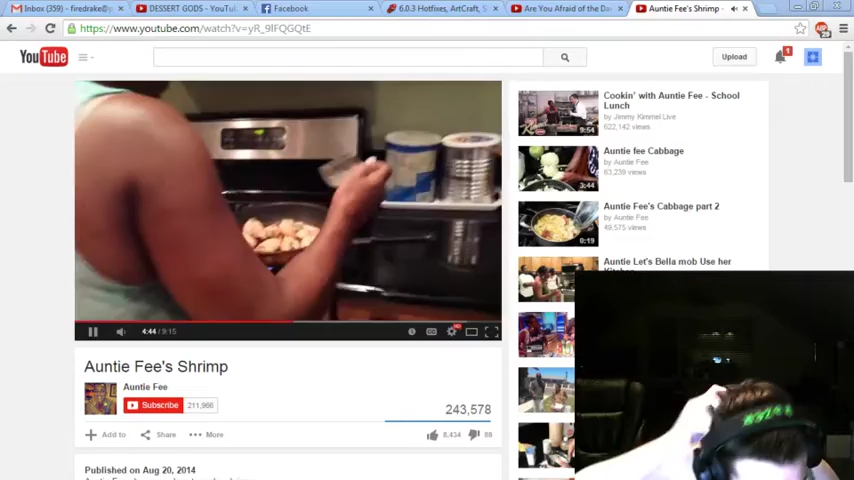 Inbox (359) - firedrake@
DESSERT GODS - YouTu
Facebook
6.0.3 Hotfixes, ArtCraft, S
Are You Afraid of the Da
Auntie Fee's Shrimp -
https://www.youtube.com/watch?v=yR_9IFQGQtE
YouTube
Upload
1
Cookin' with Auntie Fee - School
Lunch
by Jimmy Kimmel Live
622,142 views
9:54
Auntie fee Cabbage
by Auntie Fee
83,239 views
3:44
Auntie Fee's Cabbage part 2
by Auntie Fee
49,575 views
0:19
Auntie Let's Bella mob Use her
Kitchen
4:44 / 9:15
Auntie Fee's Shrimp
Auntie Fee
Subscribe 211,966
243,578
Add to Share More
8,434 88
Published on Aug 20, 2014